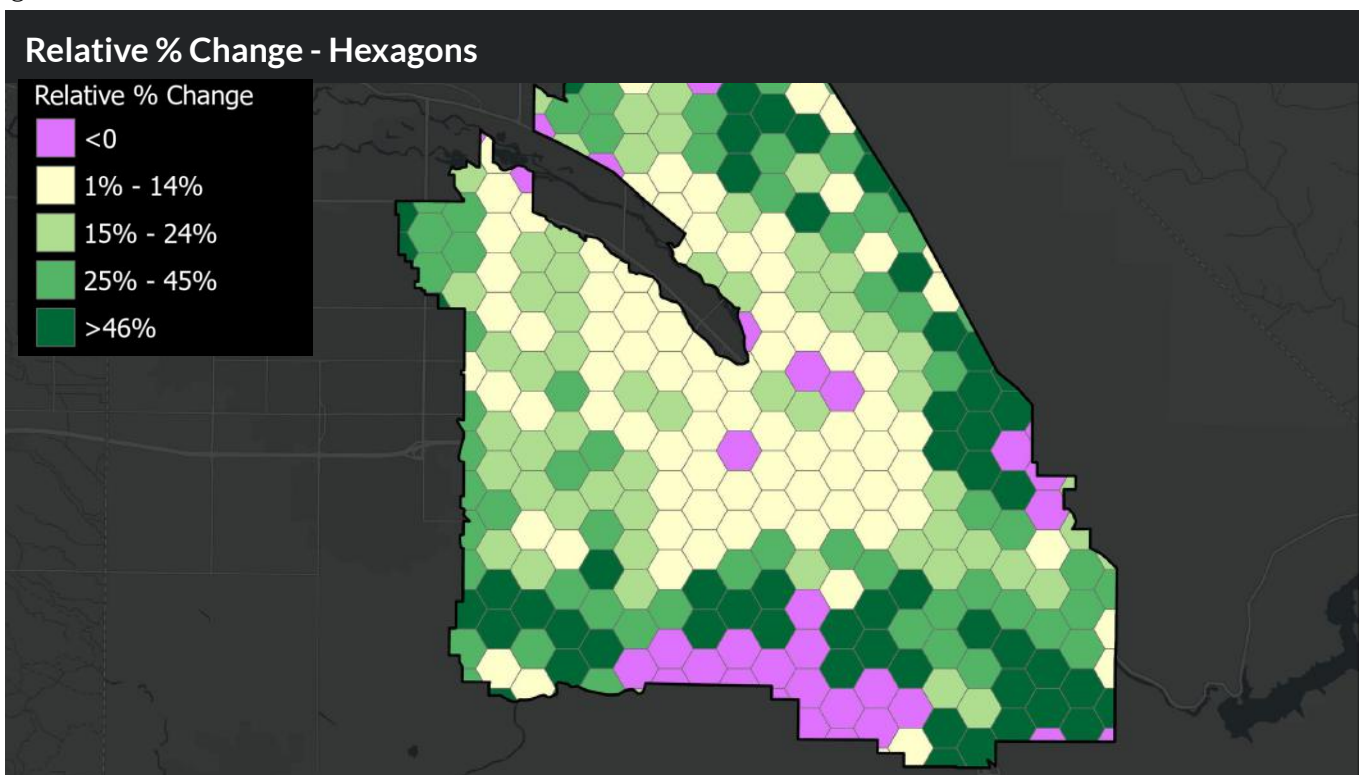 Relative % Change - Hexagons
Relative % Change
<0
1% - 14%
15% - 24%
25% - 45%
>46%